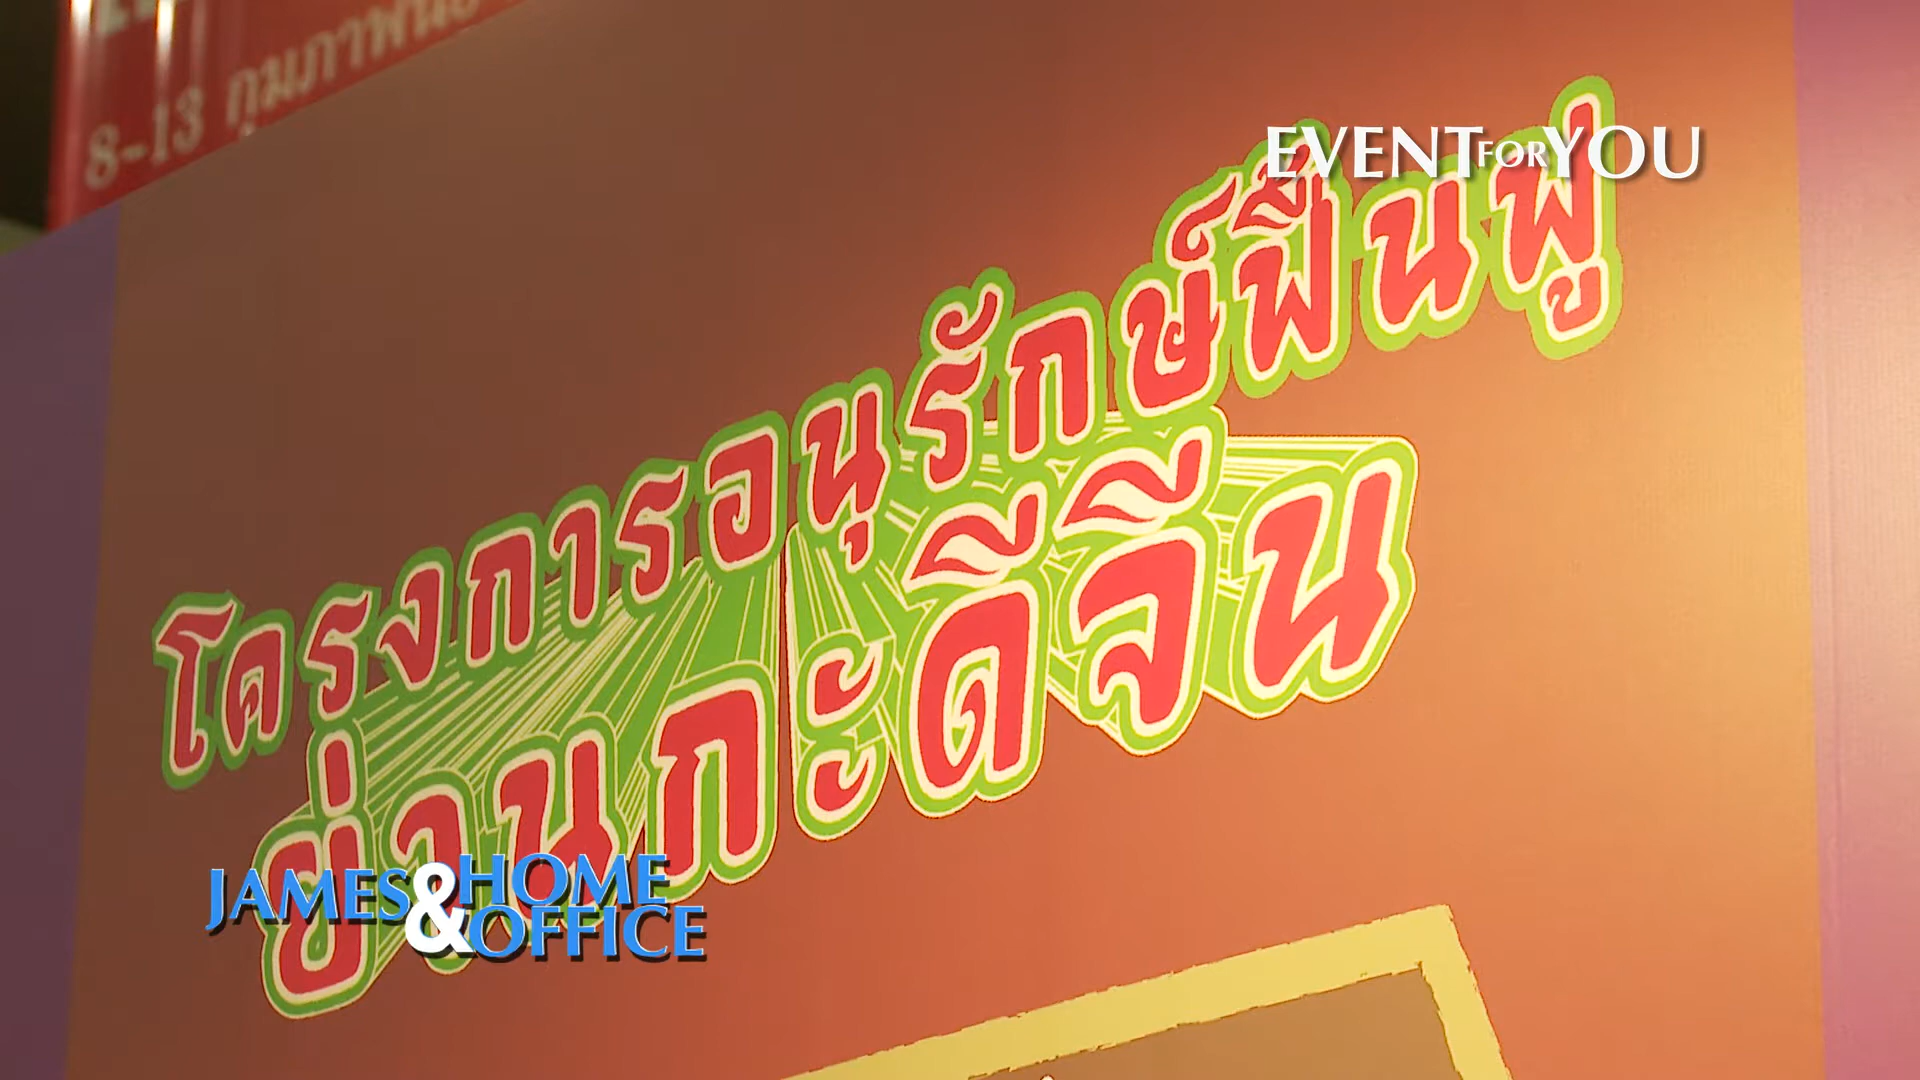 8-13 กุมภาพันธ์
EVENT FOR YOU
โครงการอนุรักษ์ฟื้นฟู
ย่านกะดีจีน
JAMES & HOME OFFICE